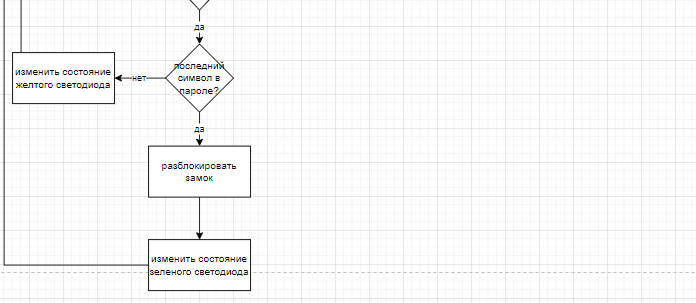 да
последний
символ в
пароле?
нет
изменить состояние
желтого светодиода
да
разблокировать
замок
изменить состояние
зеленого светодиода